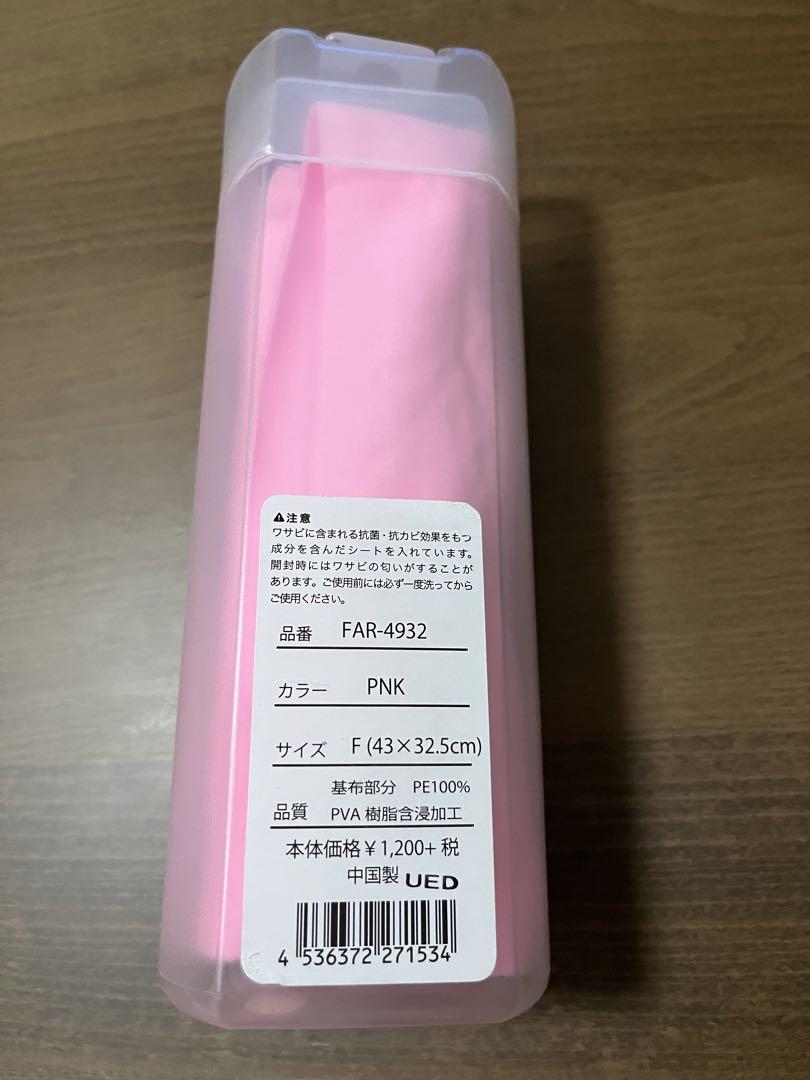 ⚠注意
ワサビに含まれる抗菌・抗カビ効果をもつ
成分を含んだシートを入れています。
開封時にはワサビの匂いがすることが
あります。ご使用前には必ず一度洗ってから
ご使用ください。
品番 FAR-4932
カラー PNK
サイズ F (43×32.5cm)
基布部分 PE100%
品質 PVA 樹脂含浸加工
本体価格¥1,200+ 税
中国製 UED
4 536372 271534